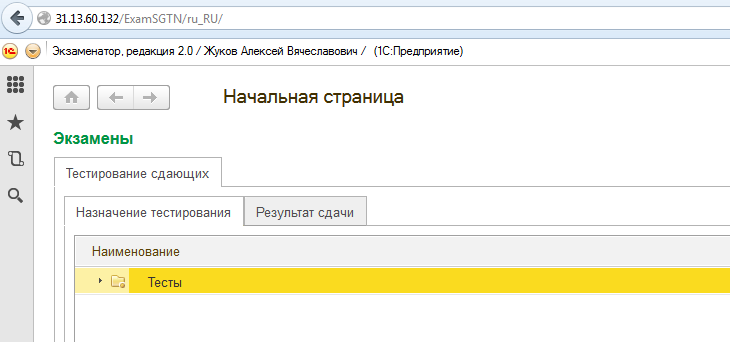 31.13.60.132/ExamSGTN/ru_RU/
1С Экзаменатор, редакция 2.0 / Жуков Алексей Вячеславович / (1С:Предприятие)
Начальная страница
Экзамены
Тестирование сдающих
Назначение тестирования Результат сдачи
Наименование
Тесты